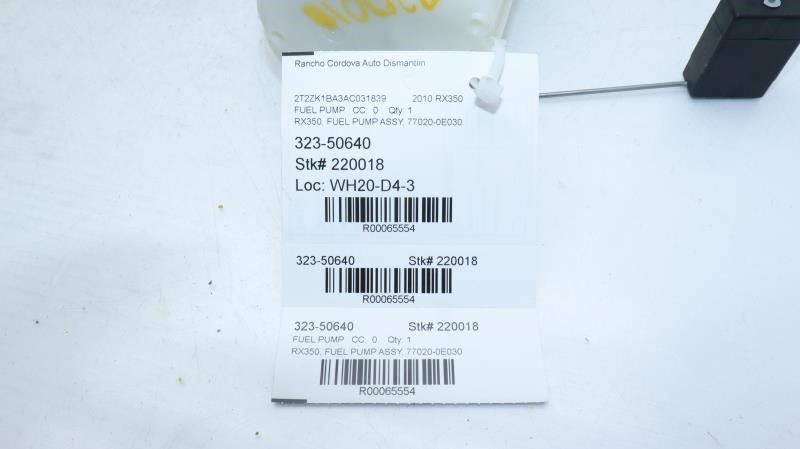 Rancho Cordova Auto Dismantlin
2T2ZK1BA3AC031839 2010 RX350
FUEL PUMP CC: 0 Qty: 1
RX350, FUEL PUMP ASSY, 77020-0E030
323-50640
Stk# 220018
Loc: WH20-D4-3
R00065554
323-50640 Stk# 220018
R00065554
323-50640 Stk# 220018
FUEL PUMP CC: 0 Qty: 1
RX350, FUEL PUMP ASSY, 77020-0E030
R00065554